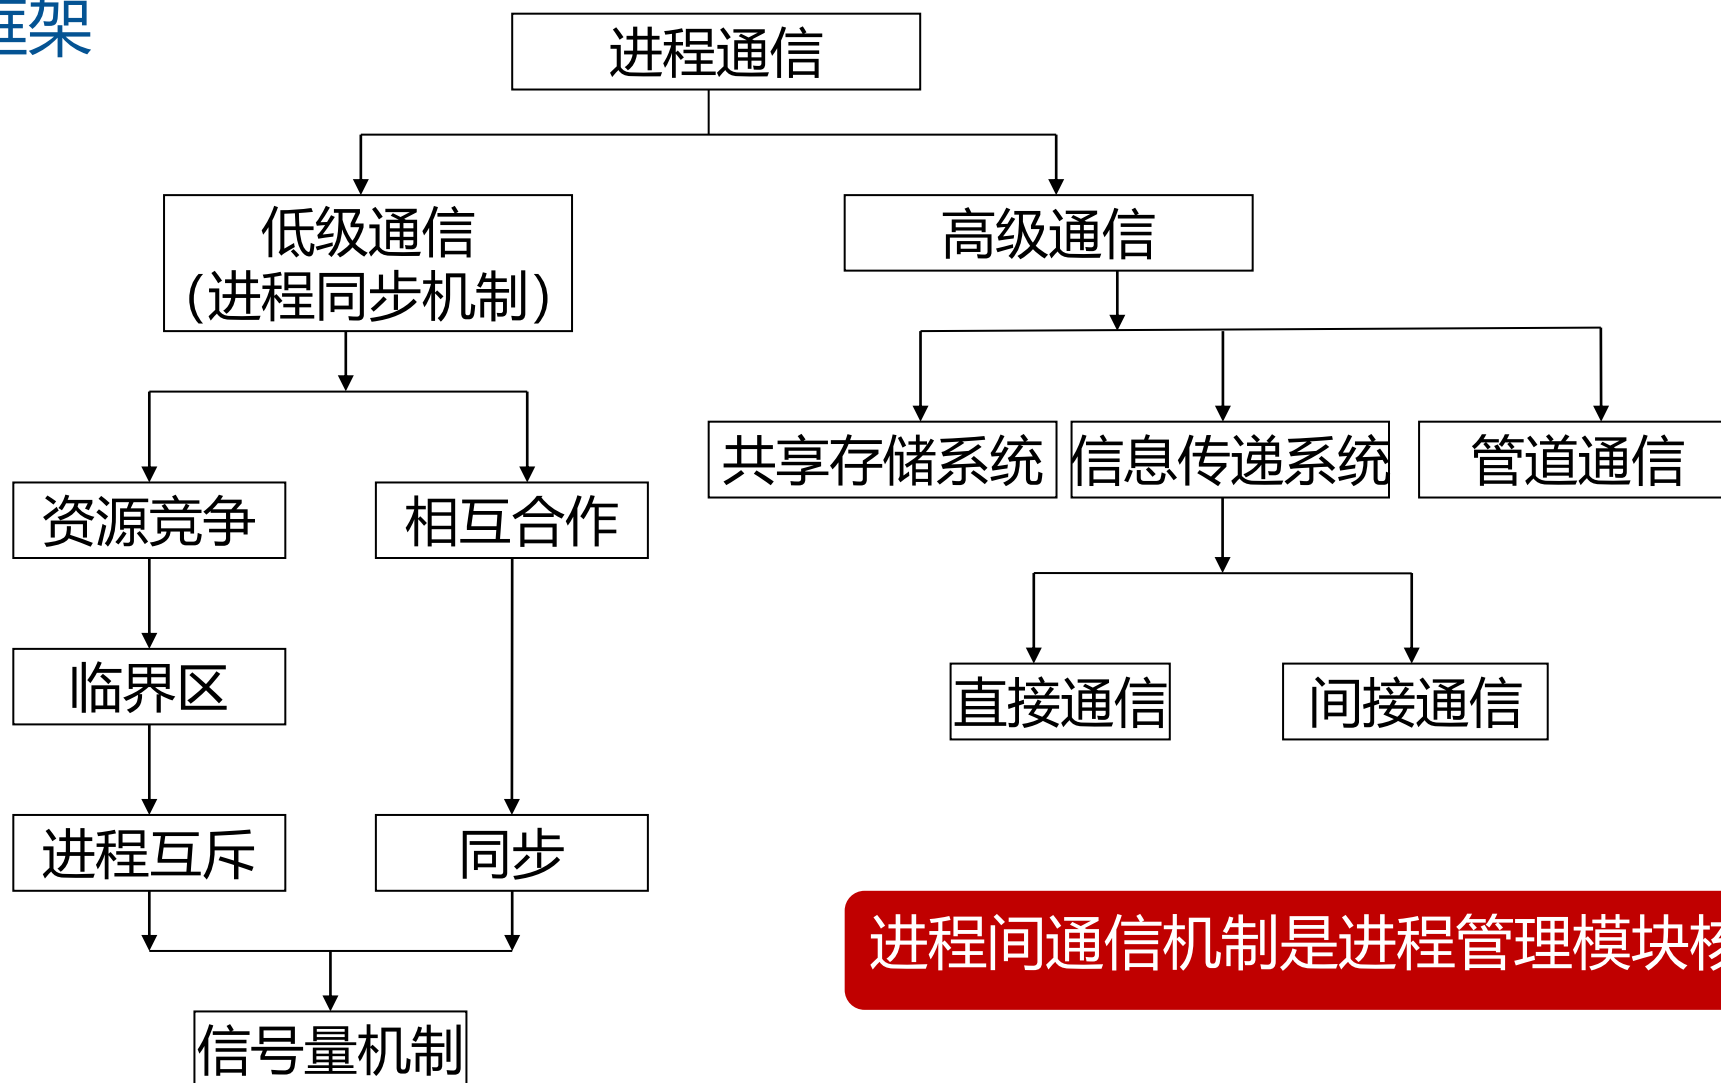 框架
进程通信
低级通信
(进程同步机制)
高级通信
共享存储系统
信息传递系统
管道通信
资源竞争
相互合作
直接通信
间接通信
临界区
进程互斥
同步
进程间通信机制是进程管理模块核
信号量机制